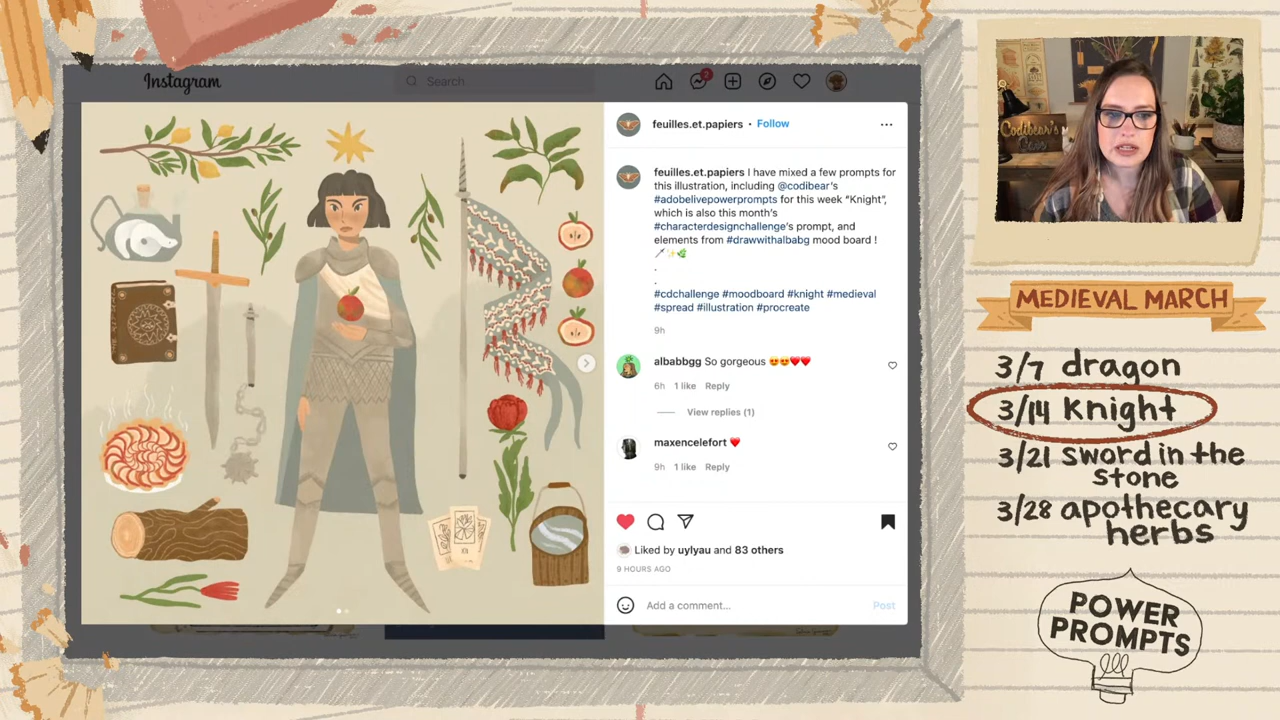 Instagram
Search
2
feuilles.et.papiers • Follow
feuilles.et.papiers I have mixed a few prompts for
this illustration, including @codibear's
#adobelivepowerprompts for this week "Knight",
which is also this month's
#characterdesignchallenge's prompt, and
elements from #drawwithalbabg mood board !
🗡✨🌿
.
.
#cdchallenge #moodboard #knight #medieval
#spread #illustration #procreate
9h
albabbgg So gorgeous 😍😍❤️❤️
6h 1 like Reply
View replies (1)
maxencelefort ❤️
9h 1 like Reply
Liked by uylyau and 83 others
9 HOURS AGO
Add a comment... Post
Codibear's
Cave
MEDIEVAL MARCH
3/7 dragon
3/14 Knight
3/21 sword in the
stone
3/28 apothecary
herbs
POWER
PROMPTS